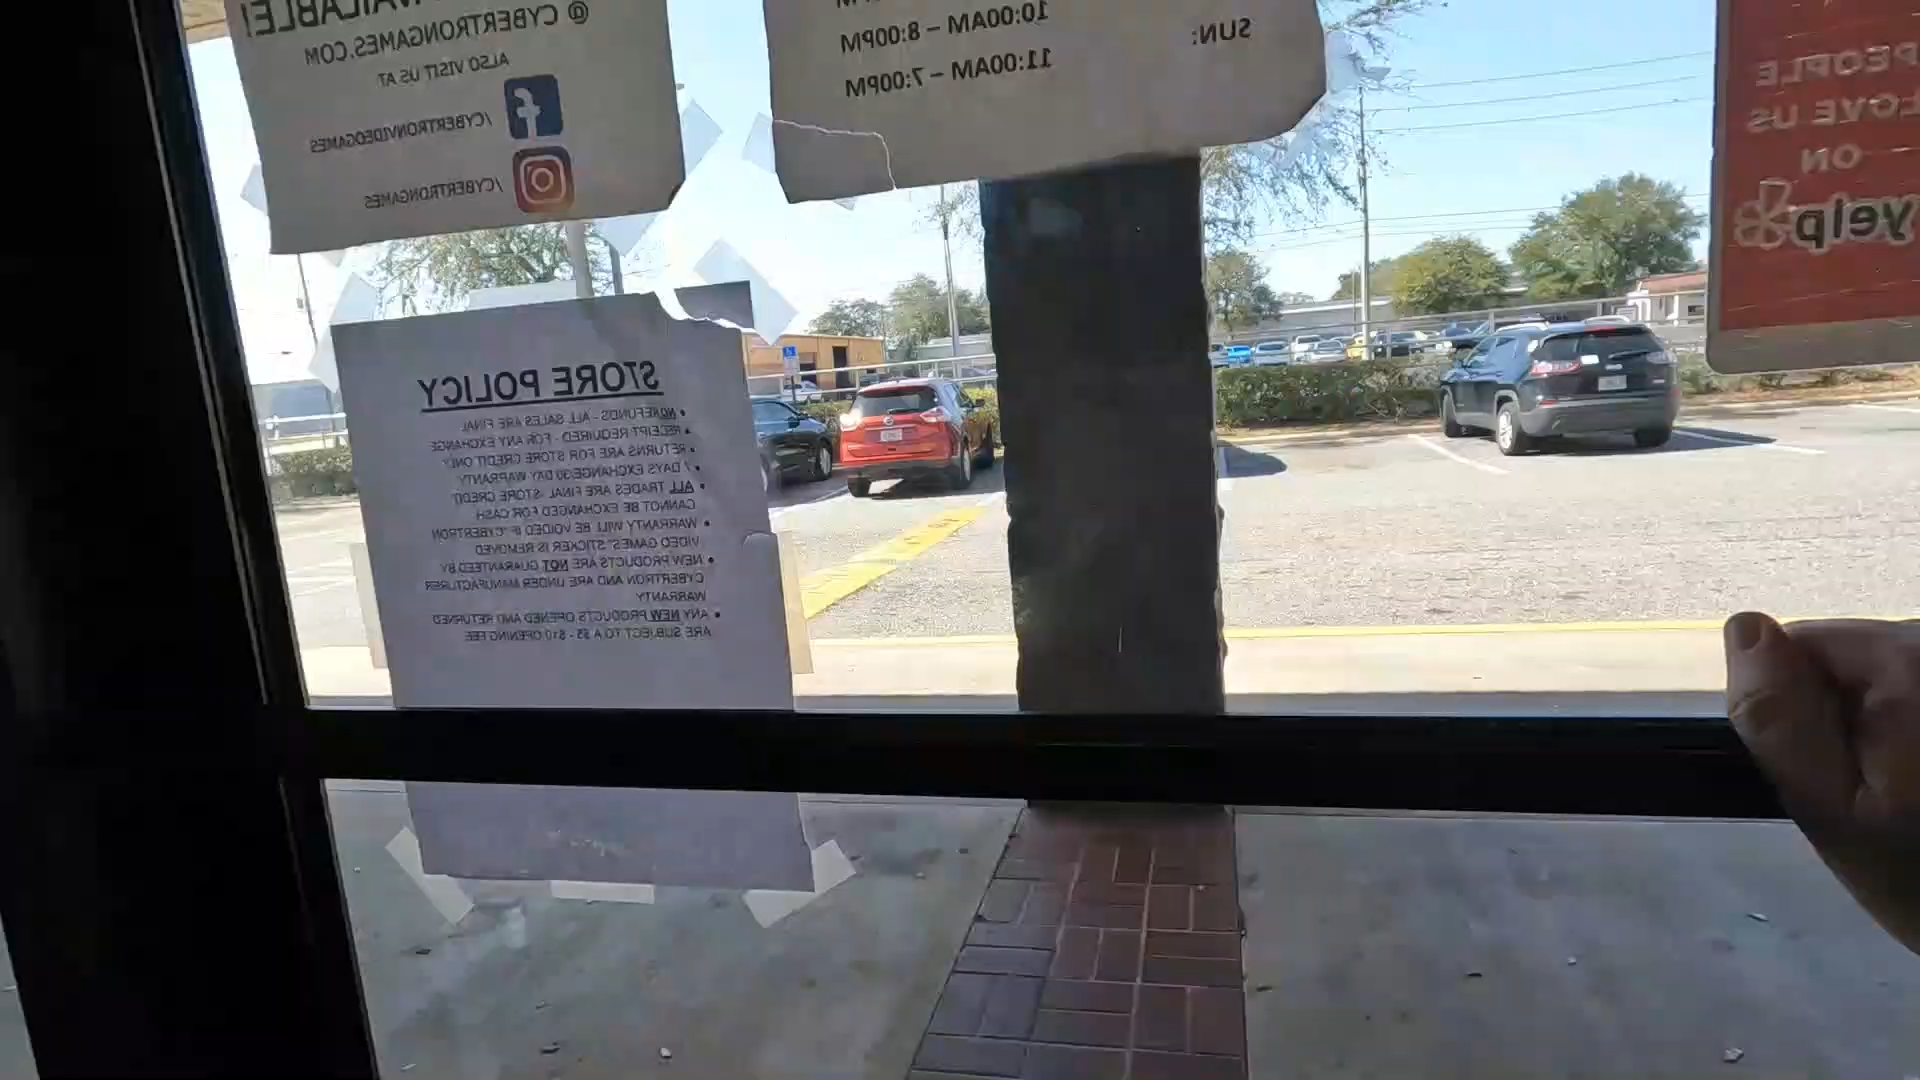 AVAILABLE!
@ CYBERTRONGAMES.COM
ALSO VISIT US AT
/CYBERTRONVIDEOGAMES
/CYBERTRONGAMES
10:00AM – 8:00PM
SUN:
11:00AM – 7:00PM
PEOPLE
LOVE US
ON
yelp
STORE POLICY
• NO REFUNDS - ALL SALES ARE FINAL
• RECEIPT REQUIRED - FOR ANY EXCHANGE
• RETURNS ARE FOR STORE CREDIT ONLY
• 7 DAYS EXCHANGE/30 DAY WARRANTY
• ALL TRADES ARE FINAL - STORE CREDIT
CANNOT BE EXCHANGED FOR CASH
• WARRANTY WILL BE VOIDED IF "CYBERTRON
VIDEO GAMES" STICKER IS REMOVED
• NEW PRODUCTS ARE NOT GUARANTEED BY
CYBERTRON AND ARE UNDER MANUFACTURER
WARRANTY
• ANY NEW PRODUCTS OPENED AND RETURNED
ARE SUBJECT TO A $5 - $10 OPENING FEE